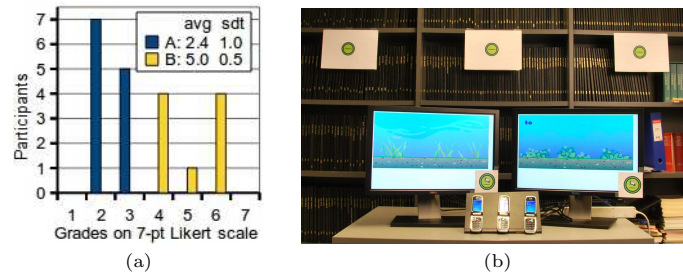 avg sdt
A: 2.4 1.0
B: 5.0 0.5
7
6
5
4
3
2
1
0
Participants
1 2 3 4 5 6 7
Grades on 7-pt Likert scale
(a)
(b)